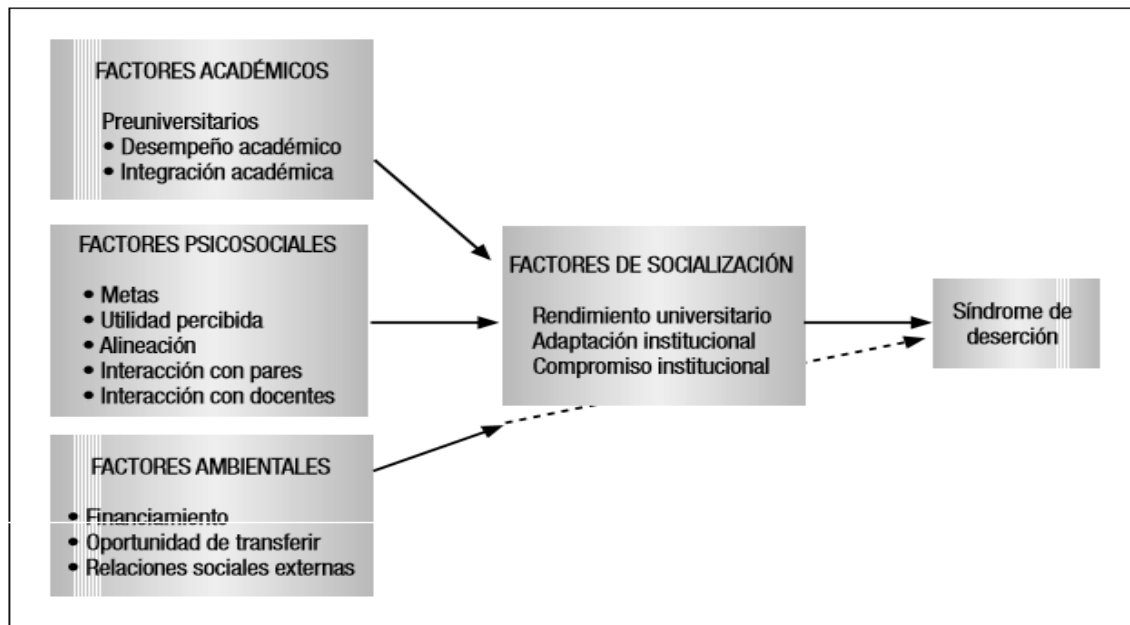 FACTORES ACADÉMICOS
Preuniversitarios
• Desempeño académico
• Integración académica
FACTORES PSICOSOCIALES
• Metas
• Utilidad percibida
• Alineación
• Interacción con pares
• Interacción con docentes
FACTORES AMBIENTALES
• Financiamiento
• Oportunidad de transferir
• Relaciones sociales externas
FACTORES DE SOCIALIZACIÓN
Rendimiento universitario
Adaptación institucional
Compromiso institucional
Síndrome de
deserción